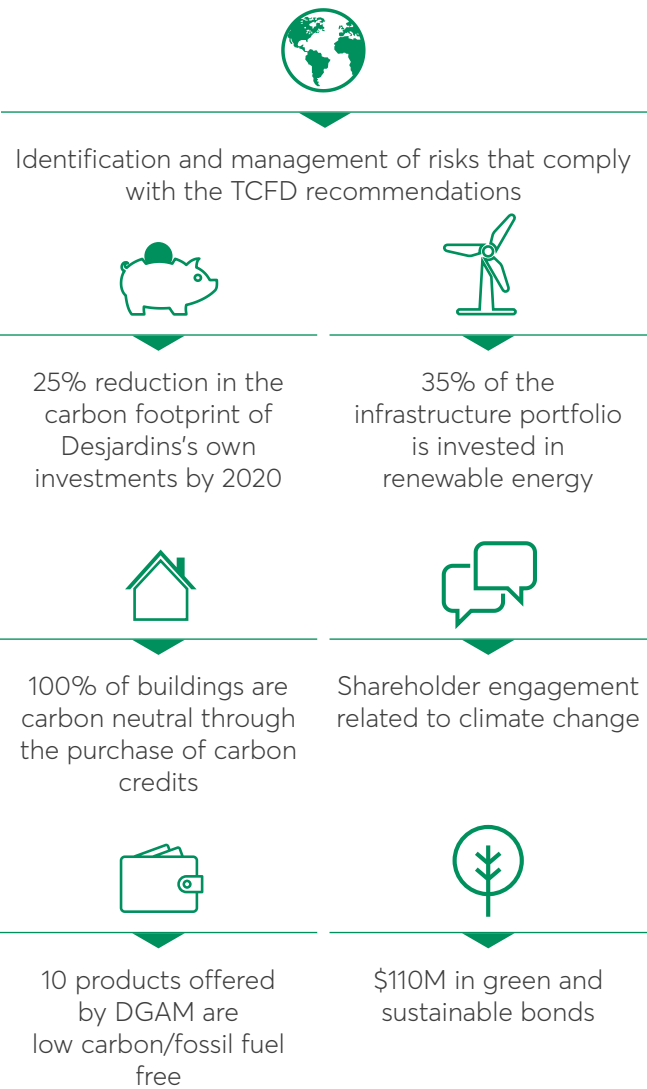 Identification and management of risks that comply
with the TCFD recommendations
25% reduction in the
carbon footprint of
Desjardins's own
investments by 2020
35% of the
infrastructure portfolio
is invested in
renewable energy
100% of buildings are
carbon neutral through
the purchase of carbon
credits
Shareholder engagement
related to climate change
10 products offered
by DGAM are
low carbon/fossil fuel
free
$110M in green and
sustainable bonds